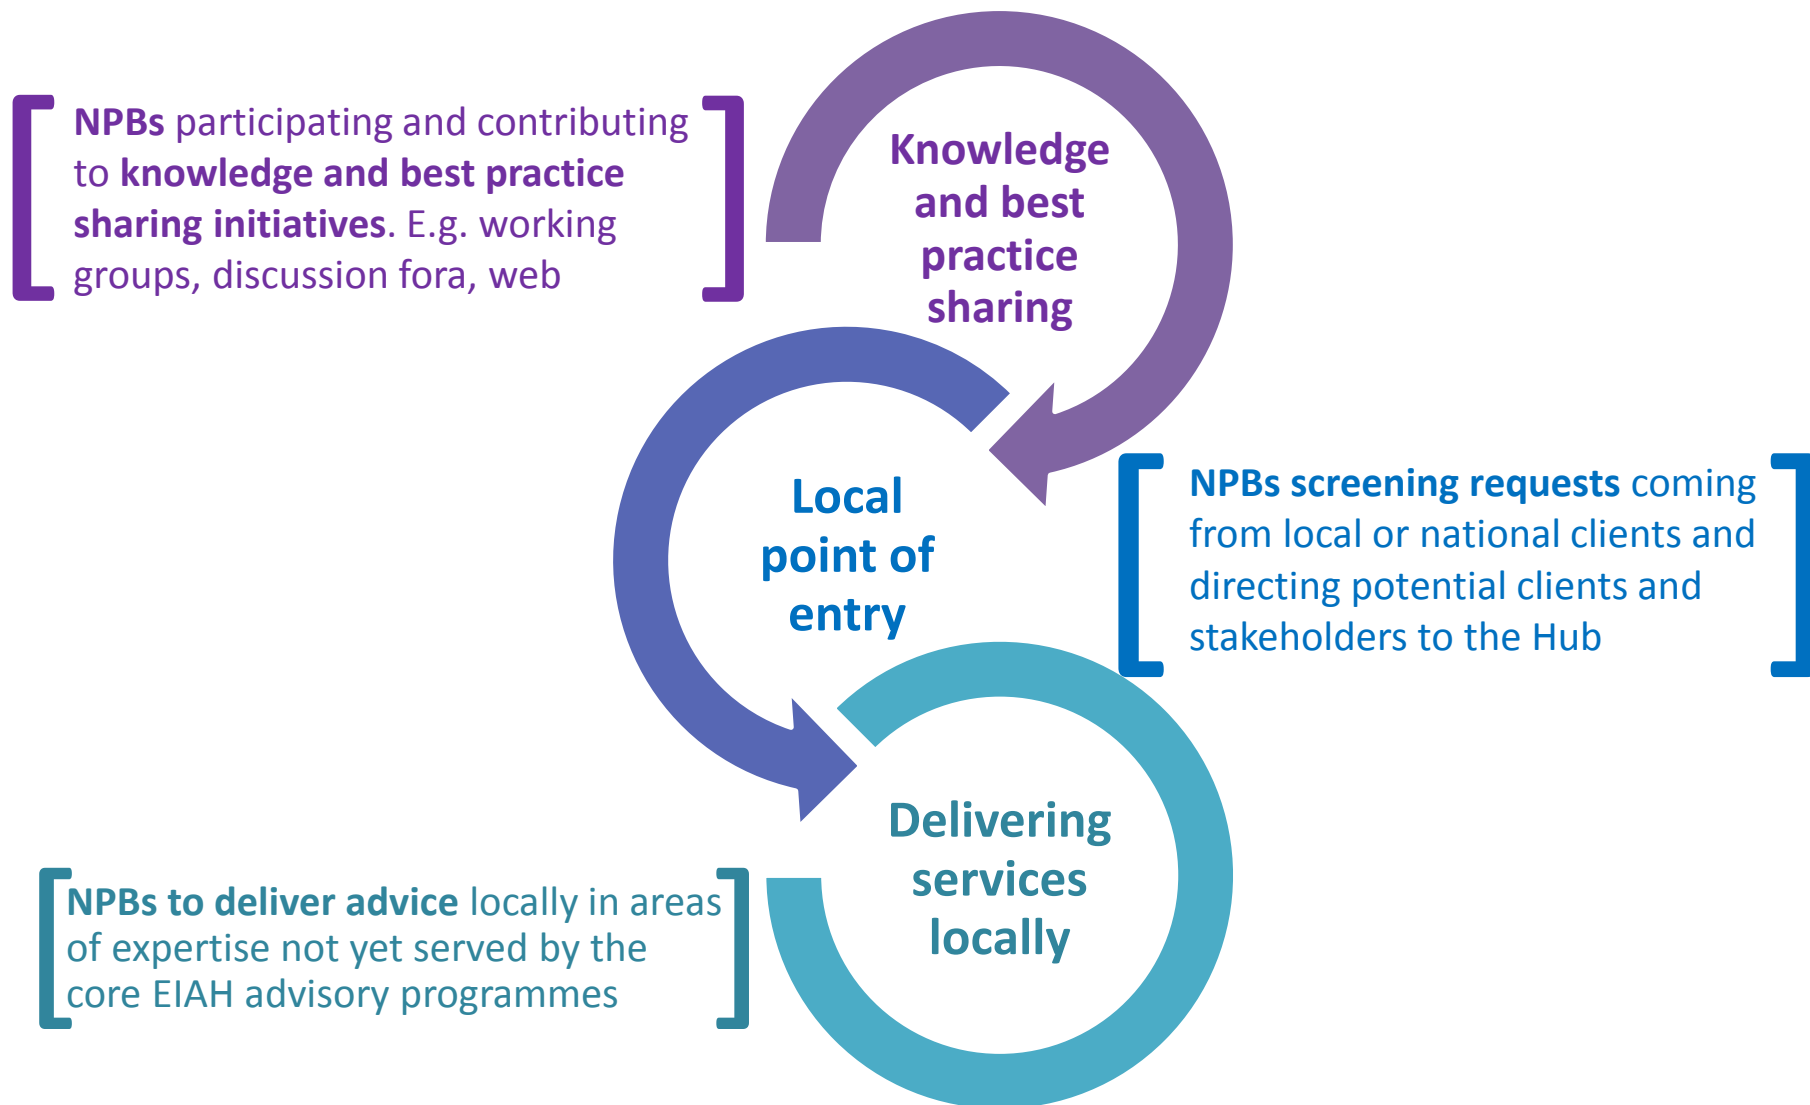 NPBs participating and contributing
to knowledge and best practice
sharing initiatives. E.g. working
groups, discussion fora, web
Knowledge
and best
practice
sharing
Local
point of
entry
NPBs screening requests coming
from local or national clients and
directing potential clients and
stakeholders to the Hub
Delivering
services
locally
NPBs to deliver advice locally in areas
of expertise not yet served by the
core EIAH advisory programmes